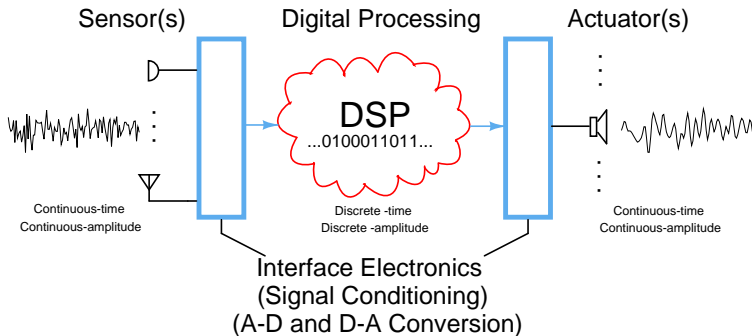 Sensor(s)
Digital Processing
Actuator(s)
DSP
...0100011011...
Continuous-time
Continuous-amplitude
Discrete -time
Discrete -amplitude
Continuous-time
Continuous-amplitude
Interface Electronics
(Signal Conditioning)
(A-D and D-A Conversion)